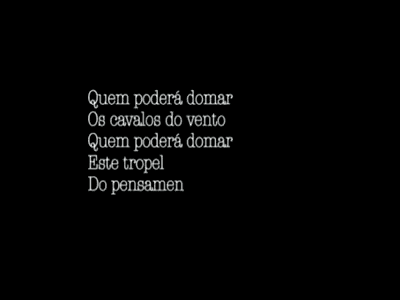 Quem poderá domar
Os cavalos do vento
Quem poderá domar
Este tropel
Do pensamen